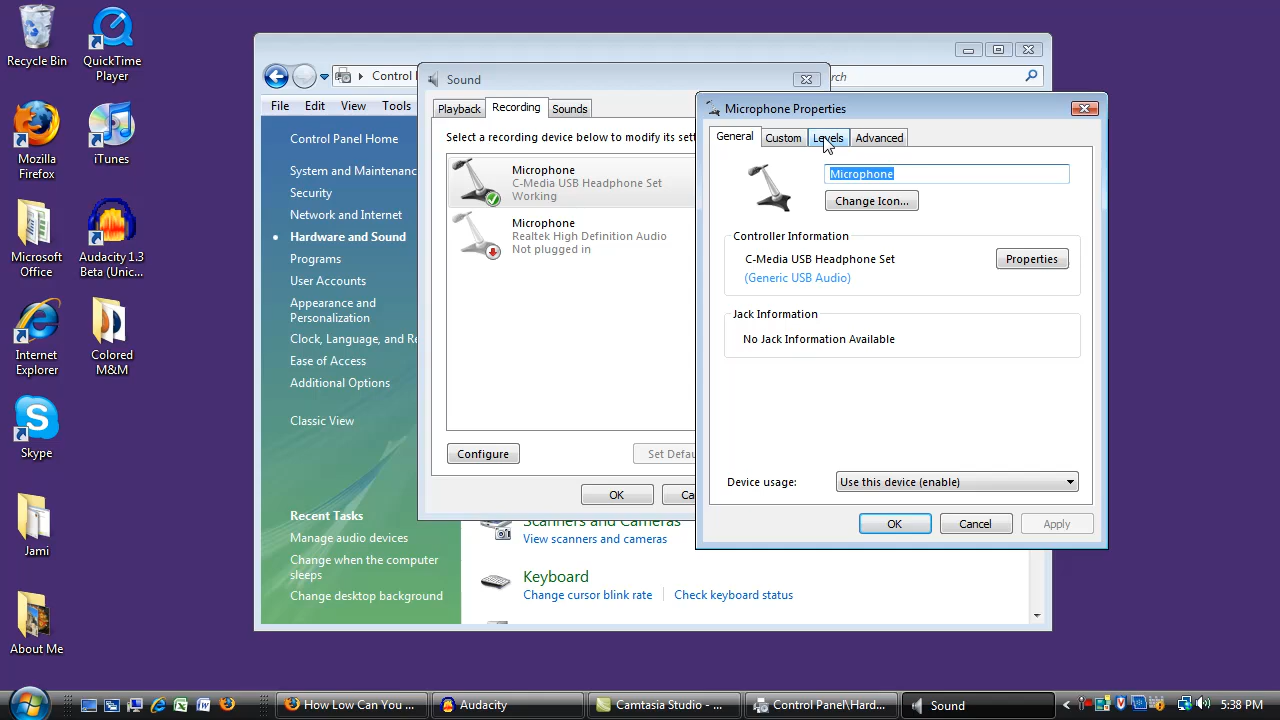 Recycle Bin
QuickTime
Player
Mozilla
Firefox
iTunes
Microsoft
Office
Audacity 1.3
Beta (Unic...
Internet
Explorer
Colored
M&M
Skype
Jami
About Me
Control
File Edit View Tools
Control Panel Home
System and Maintenanc
Security
Network and Internet
Hardware and Sound
Programs
User Accounts
Appearance and
Personalization
Clock, Language, and Re
Ease of Access
Additional Options
Classic View
Recent Tasks
Manage audio devices
Change when the computer
sleeps
Change desktop background
rch
Scanners and Cameras
View scanners and cameras
Keyboard
Change cursor blink rate Check keyboard status
Sound
Playback Recording Sounds
Select a recording device below to modify its set
Microphone
C-Media USB Headphone Set
Working
Microphone
Realtek High Definition Audio
Not plugged in
Configure Set Defau
OK Ca
Microphone Properties
General Custom Levels Advanced
Microphone
Change Icon...
Controller Information
C-Media USB Headphone Set Properties
(Generic USB Audio)
Jack Information
No Jack Information Available
Device usage: Use this device (enable)
OK Cancel Apply
How Low Can You ... Audacity Camtasia Studio - ... Control Panel\Hard... Sound 5:38 PM